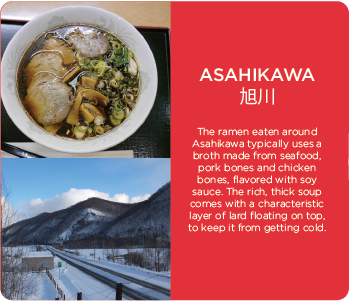 ASAHIKAWA
旭川
The ramen eaten around
Asahikawa typically uses a
broth made from seafood,
pork bones and chicken
bones, flavored with soy
sauce. The rich, thick soup
comes with a characteristic
layer of lard floating on top,
to keep it from getting cold.